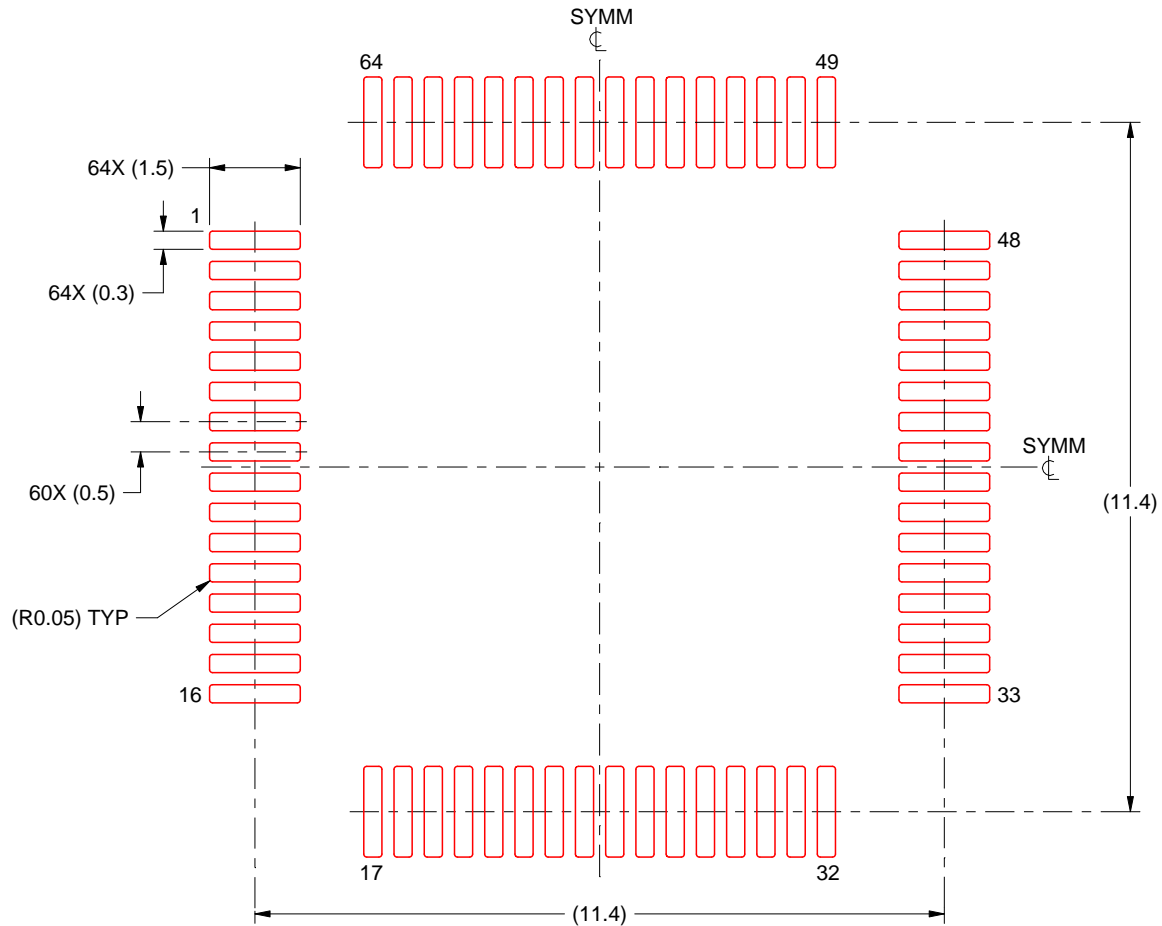 SYMM
64
49
64X (1.5)
1
48
64X (0.3)
SYMM
60X (0.5)
(11.4)
(R0.05) TYP
16
33
17
32
(11.4)